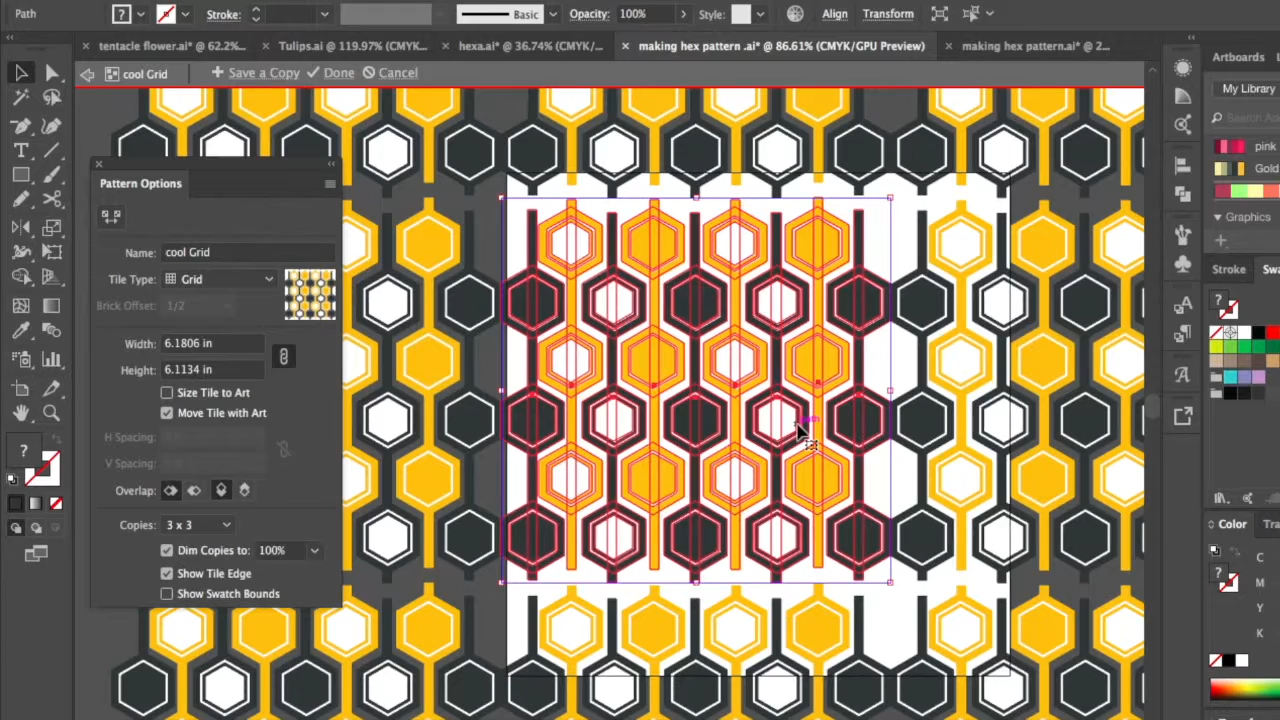 Path
?
Stroke:
Basic
Opacity: 100%
Style:
Align
Transform
tentacle flower.ai* @ 62.2%...
Tulips.ai @ 119.97% (CMYK...
hexa.ai* @ 36.74% (CMYK/...
making hex pattern .ai* @ 86.61% (CMYK/GPU Preview)
making hex pattern.ai* @ 2...
cool Grid
Save a Copy
Done
Cancel
Artboards
My Library
pink
Gold
Graphics
Stroke
Swa
?
Color
C
M
Y
K
?
?
Pattern Options
Name: cool Grid
Tile Type: Grid
Brick Offset: 1/2
Width: 6.1806 in
Height: 6.1134 in
Size Tile to Art
Move Tile with Art
H Spacing:
V Spacing:
Overlap:
Copies: 3 x 3
Dim Copies to: 100%
Show Tile Edge
Show Swatch Bounds